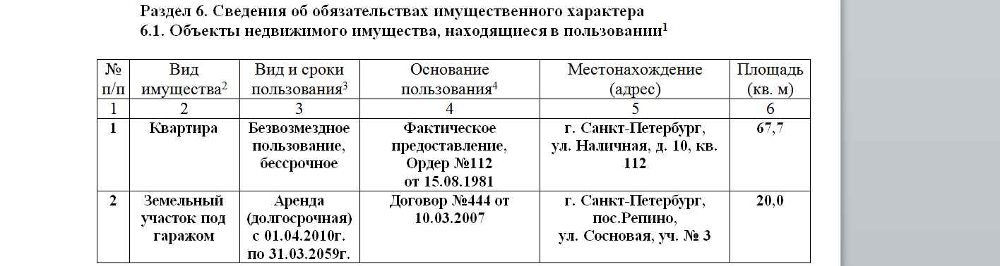 Раздел 6. Сведения об обязательствах имущественного характера
6.1. Объекты недвижимого имущества, находящиеся в пользовании1
№ п/п
Вид имущества2
Вид и сроки пользования3
Основание пользования4
Местонахождение (адрес)
Площадь (кв. м)
1 2 3 4 5 6
1
Квартира
Безвозмездное
пользование,
бессрочное
Фактическое
предоставление,
Ордер №112
от 15.08.1981
г. Санкт-Петербург,
ул. Наличная, д. 10, кв.
112
67,7
2
Земельный
участок под
гаражом
Аренда
(долгосрочная)
с 01.04.2010г.
по 31.03.2059г.
Договор №444 от
10.03.2007
г. Санкт-Петербург,
пос.Репино,
ул. Сосновая, уч. № 3
20,0